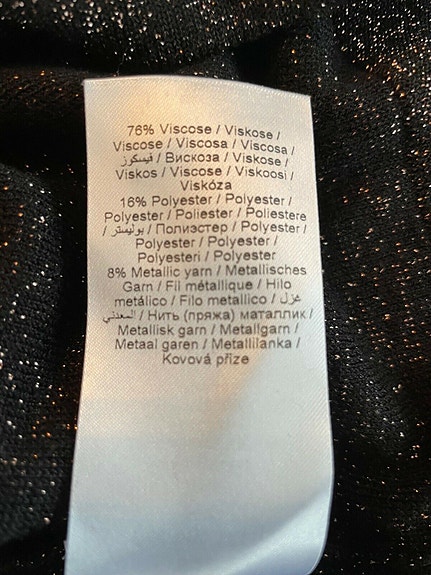 76% Viscose / Viskose /
Viscose / Viscosa / Viscosa /
فيسكوز / Вискоза / Viskose /
Viskos / Viscose / Viskoosi /
Viskóza
16% Polyester / Polyester /
Polyester / Poliester / Poliestere
/ بوليستر / Полиэстер / Polyester /
Polyester / Polyester /
Polyesteri / Polyester
8% Metallic yarn / Metallisches
Garn / Fil métallique / Hilo
metálico / Filo metallico / غزل
المعدني / Нить (пряжа) маталлик /
Metallisk garn / Metallgarn /
Metaal garen / Metallilanka /
Kovová příze